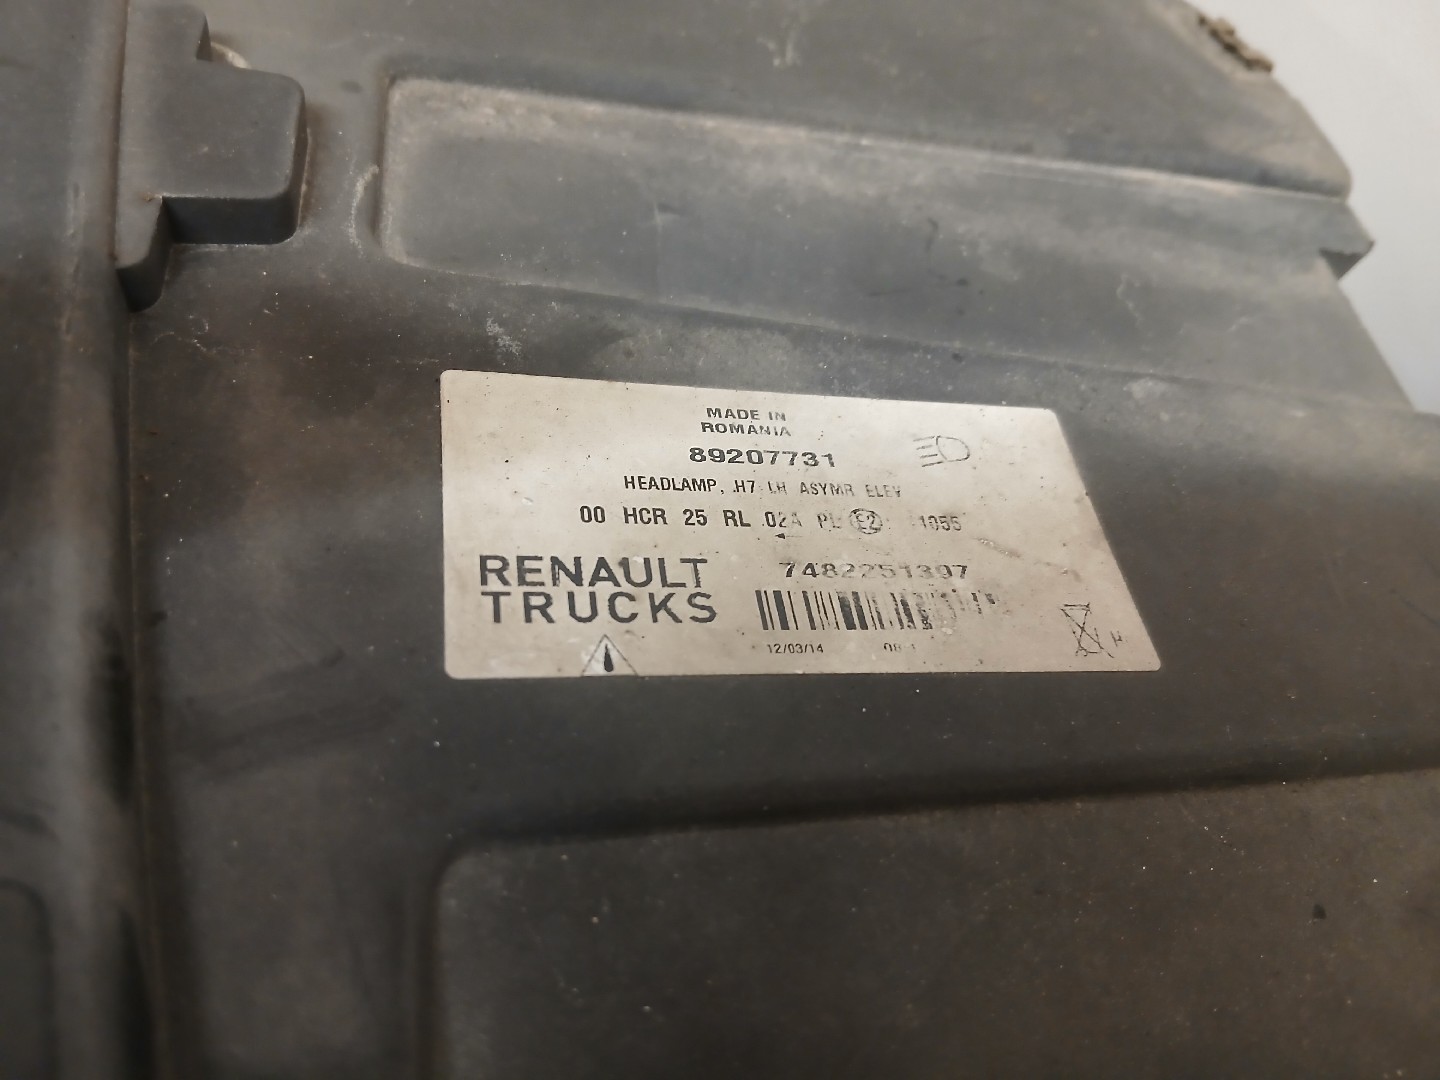 MADE IN
ROMANIA
89207731
HEADLAMP, H7 LH ASYMR ELEV
00 HCR 25 RL 02A PL E2 1055
RENAULT
TRUCKS
7482251397
12/03/14
H